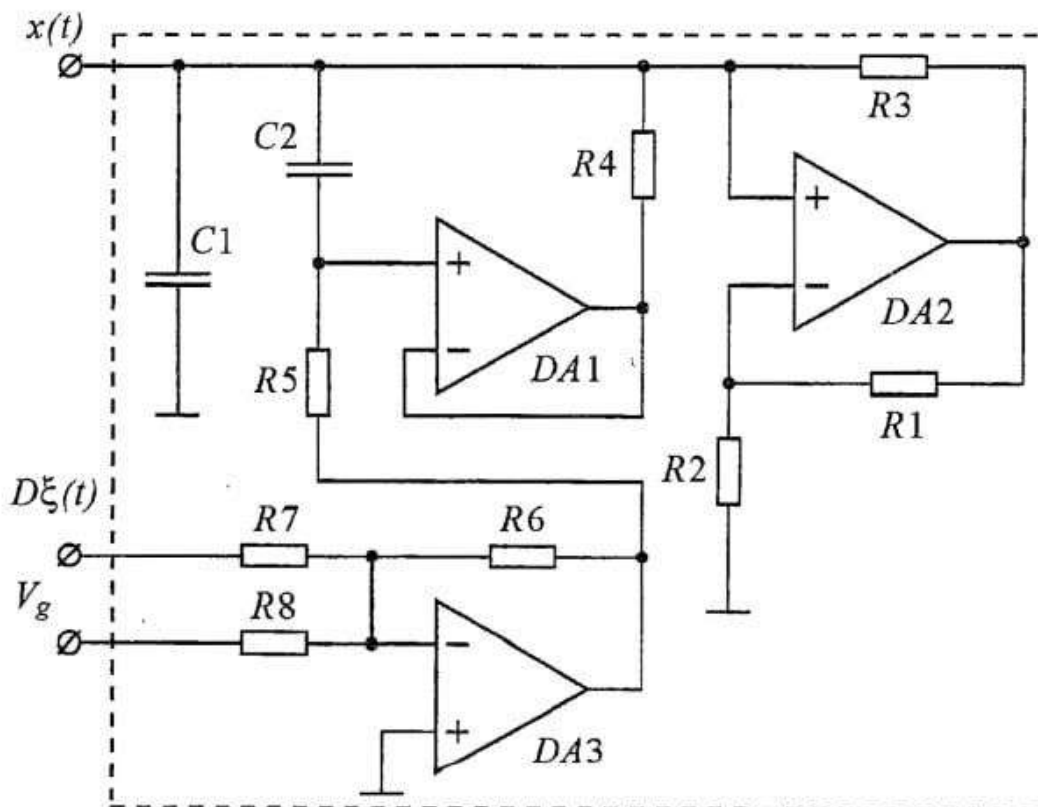 x(t)
R3
C2
R4
+
C1
+
−
DA2
−
DA1
R5
R1
R2
Dξ(t)
R7
R6
V_g
R8
−
+
DA3